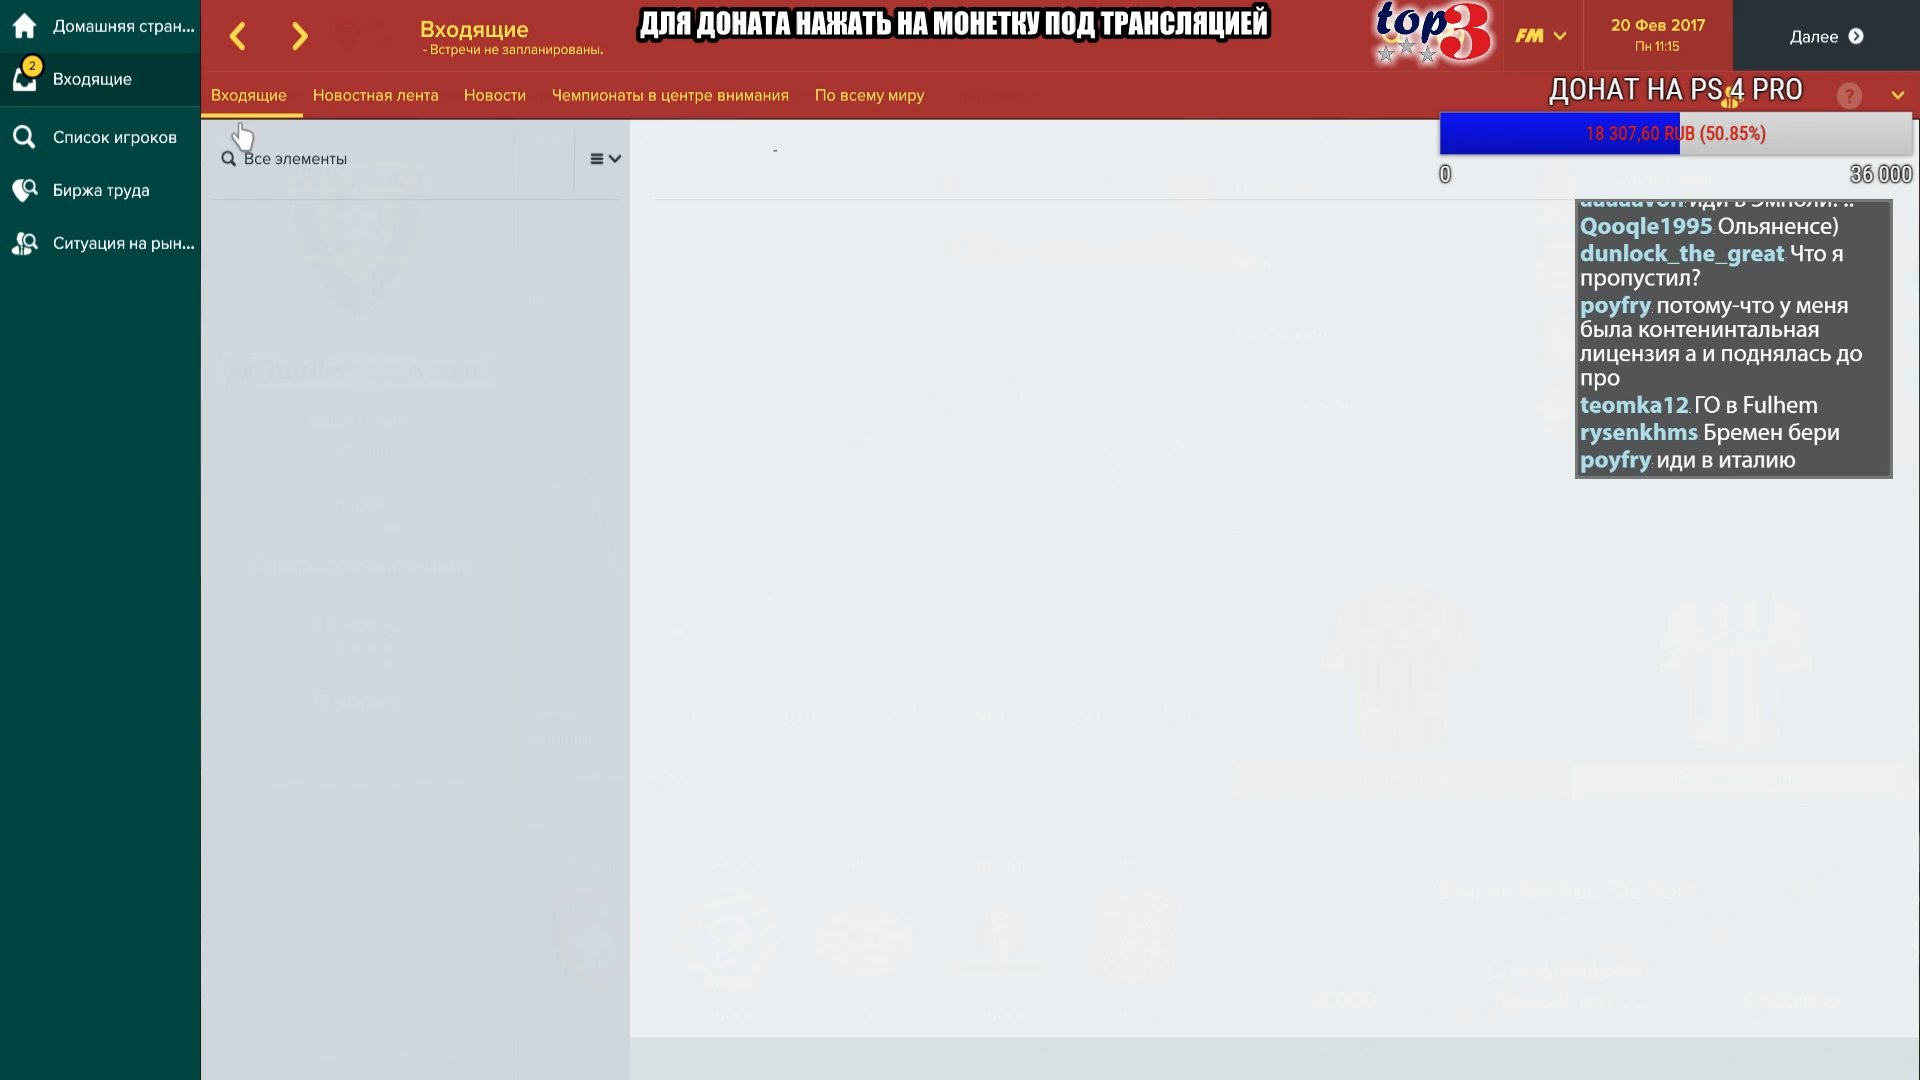 Домашняя стран...
2
Входящие
Список игроков
Биржа труда
Ситуация на рын...
Входящие
- Встречи не запланированы.
ДЛЯ ДОНАТА НАЖАТЬ НА МОНЕТКУ ПОД ТРАНСЛЯЦИЕЙ
top 3
FM
20 Фев 2017
Пн 11:15
Далее
Входящие
Новостная лента
Новости
Чемпионаты в центре внимания
По всему миру
ДОНАТ НА PS 4 PRO
?
18 307,60 RUB (50.85%)
0
36 000
Все элементы
-
Qooqle1995: Ольяненсе)
dunlock_the_great: Что я
пропустил?
poyfry: потому-что у меня
была контенинтальная
лицензия а и поднялась до
про
teomka12: ГО в Fulhem
rysenkhms: Бремен бери
poyfry: иди в италию